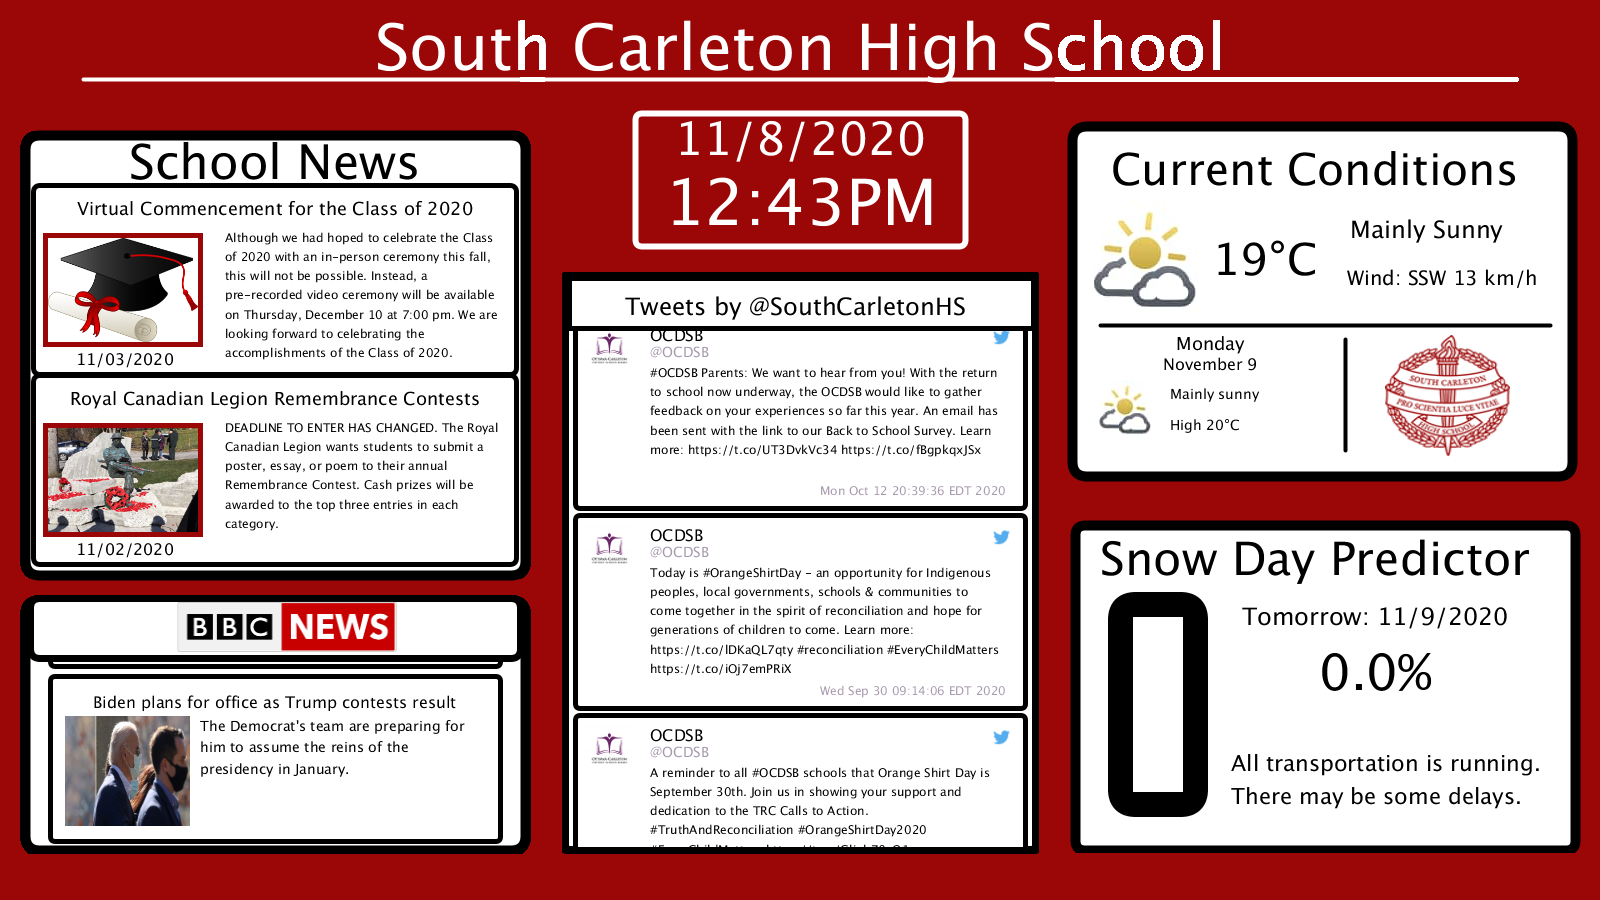 South Carleton High School
School News
Virtual Commencement for the Class of 2020
Although we had hoped to celebrate the Class
of 2020 with an in-person ceremony this fall,
this will not be possible. Instead, a
pre-recorded video ceremony will be available
on Thursday, December 10 at 7:00 pm. We are
looking forward to celebrating the
accomplishments of the Class of 2020.
11/03/2020
Royal Canadian Legion Remembrance Contests
DEADLINE TO ENTER HAS CHANGED. The Royal
Canadian Legion wants students to submit a
poster, essay, or poem to their annual
Remembrance Contest. Cash prizes will be
awarded to the top three entries in each
category.
11/02/2020
BBC NEWS
Biden plans for office as Trump contests result
The Democrat's team are preparing for
him to assume the reins of the
presidency in January.
11/8/2020
12:43PM
Tweets by @SouthCarletonHS
OCDSB
@OCDSB
#OCDSB Parents: We want to hear from you! With the return
to school now underway, the OCDSB would like to gather
feedback on your experiences so far this year. An email has
been sent with the link to our Back to School Survey. Learn
more: https://t.co/UT3DvkVc34 https://t.co/fBgpkqxJSx
Mon Oct 12 20:39:36 EDT 2020
OCDSB
@OCDSB
Today is #OrangeShirtDay - an opportunity for Indigenous
peoples, local governments, schools & communities to
come together in the spirit of reconciliation and hope for
generations of children to come. Learn more:
https://t.co/lDKaQL7qty #reconciliation #EveryChildMatters
https://t.co/iOj7emPRiX
Wed Sep 30 09:14:06 EDT 2020
OCDSB
@OCDSB
A reminder to all #OCDSB schools that Orange Shirt Day is
September 30th. Join us in showing your support and
dedication to the TRC Calls to Action.
#TruthAndReconciliation #OrangeShirtDay2020
Current Conditions
19°C
Mainly Sunny
Wind: SSW 13 km/h
Monday
November 9
Mainly sunny
High 20°C
SOUTH CARLETON
PRO SCIENTIA LUCE VITAE
HIGH SCHOOL
Snow Day Predictor
Tomorrow: 11/9/2020
0.0%
All transportation is running.
There may be some delays.